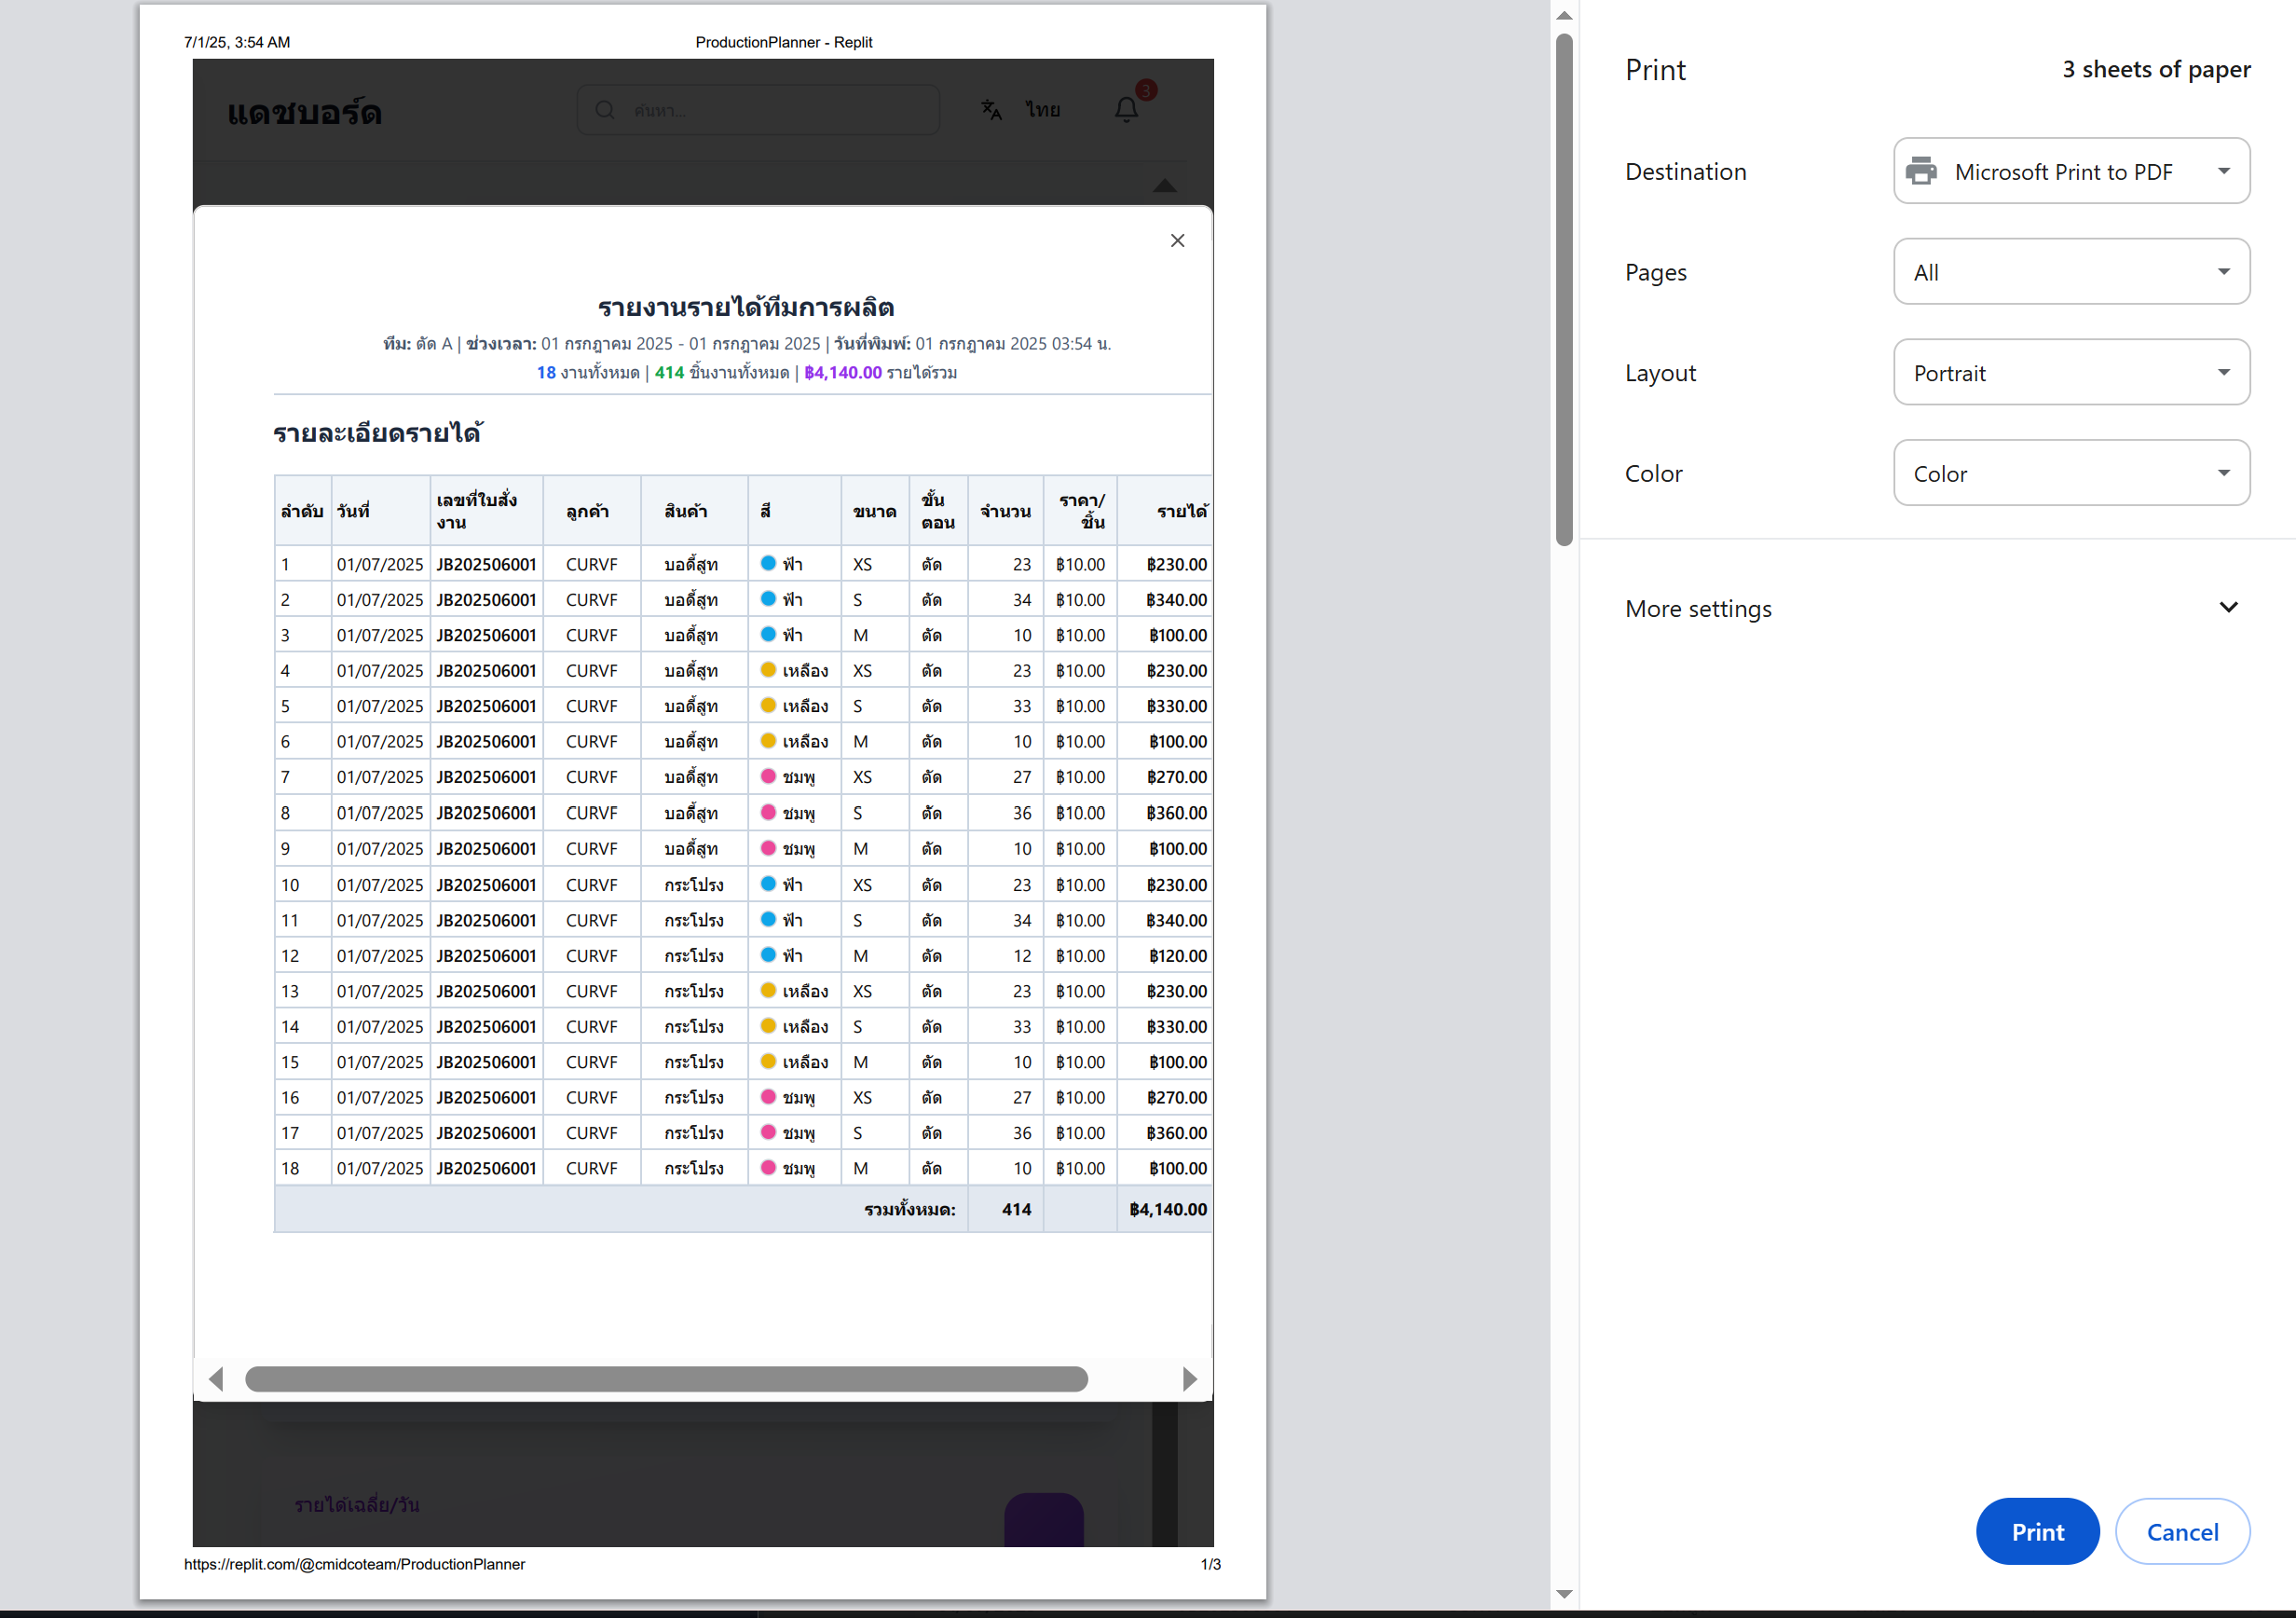 7/1/25, 3:54 AM ProductionPlanner - Replit
แดชบอร์ด ค้นหา... ไทย 3
รายงานรายได้ทีมการผลิต
ทีม: ตัด A | ช่วงเวลา: 01 กรกฎาคม 2025 - 01 กรกฎาคม 2025 | วันที่พิมพ์: 01 กรกฎาคม 2025 03:54 น.
18 งานทั้งหมด | 414 ชิ้นงานทั้งหมด | ฿4,140.00 รายได้รวม
รายละเอียดรายได้
ลำดับ วันที่ เลขที่ใบสั่งงาน ลูกค้า สินค้า สี ขนาด ขั้นตอน จำนวน ราคา/ชิ้น รายได้
1 01/07/2025 JB202506001 CURVF บอดี้สูท ฟ้า XS ตัด 23 ฿10.00 ฿230.00
2 01/07/2025 JB202506001 CURVF บอดี้สูท ฟ้า S ตัด 34 ฿10.00 ฿340.00
3 01/07/2025 JB202506001 CURVF บอดี้สูท ฟ้า M ตัด 10 ฿10.00 ฿100.00
4 01/07/2025 JB202506001 CURVF บอดี้สูท เหลือง XS ตัด 23 ฿10.00 ฿230.00
5 01/07/2025 JB202506001 CURVF บอดี้สูท เหลือง S ตัด 33 ฿10.00 ฿330.00
6 01/07/2025 JB202506001 CURVF บอดี้สูท เหลือง M ตัด 10 ฿10.00 ฿100.00
7 01/07/2025 JB202506001 CURVF บอดี้สูท ชมพู XS ตัด 27 ฿10.00 ฿270.00
8 01/07/2025 JB202506001 CURVF บอดี้สูท ชมพู S ตัด 36 ฿10.00 ฿360.00
9 01/07/2025 JB202506001 CURVF บอดี้สูท ชมพู M ตัด 10 ฿10.00 ฿100.00
10 01/07/2025 JB202506001 CURVF กระโปรง ฟ้า XS ตัด 23 ฿10.00 ฿230.00
11 01/07/2025 JB202506001 CURVF กระโปรง ฟ้า S ตัด 34 ฿10.00 ฿340.00
12 01/07/2025 JB202506001 CURVF กระโปรง ฟ้า M ตัด 12 ฿10.00 ฿120.00
13 01/07/2025 JB202506001 CURVF กระโปรง เหลือง XS ตัด 23 ฿10.00 ฿230.00
14 01/07/2025 JB202506001 CURVF กระโปรง เหลือง S ตัด 33 ฿10.00 ฿330.00
15 01/07/2025 JB202506001 CURVF กระโปรง เหลือง M ตัด 10 ฿10.00 ฿100.00
16 01/07/2025 JB202506001 CURVF กระโปรง ชมพู XS ตัด 27 ฿10.00 ฿270.00
17 01/07/2025 JB202506001 CURVF กระโปรง ชมพู S ตัด 36 ฿10.00 ฿360.00
18 01/07/2025 JB202506001 CURVF กระโปรง ชมพู M ตัด 10 ฿10.00 ฿100.00
รวมทั้งหมด: 414 ฿4,140.00
รายได้เฉลี่ย/วัน
https://replit.com/@cmidcoteam/ProductionPlanner 1/3
Print 3 sheets of paper
Destination Microsoft Print to PDF
Pages All
Layout Portrait
Color Color
More settings
Print Cancel